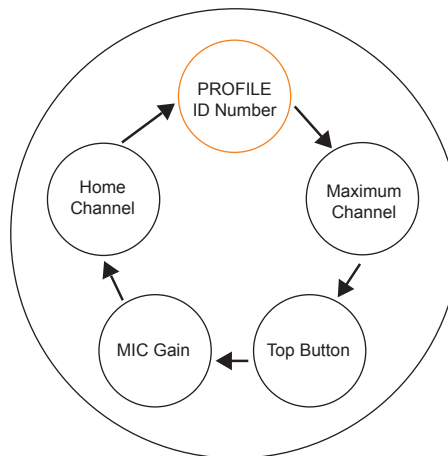 PROFILE
ID Number
Maximum
Channel
Top Button
MIC Gain
Home
Channel